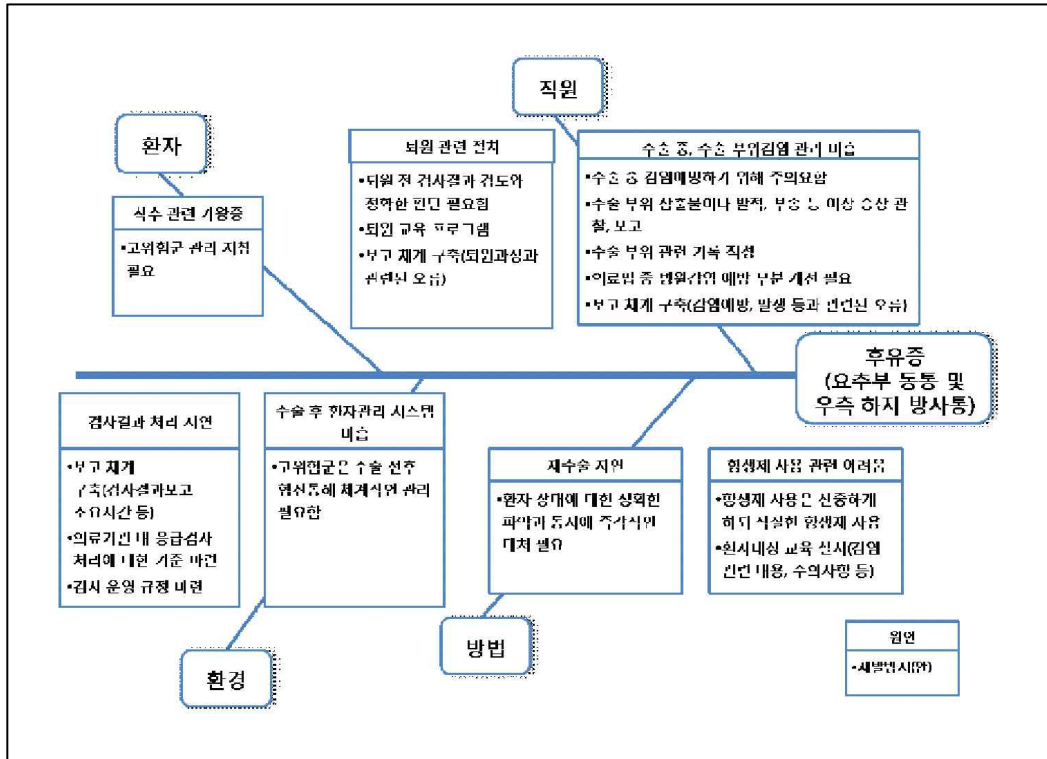 직원
환자
퇴원 관련 전치
•퇴원 전 검사결과 검토와
정확한 판단 필요함
•퇴원 교육 프로그램
•보고 체계 구축(퇴원과정과
관련된 오류)
수술 중, 수술 부위감염 관리 미흡
•수술 중 감염예방하기 위해 주의요함
•수술 부위 삼출물이나 발적, 부종 등 이상 증상 관
찰, 보고
•수술 부위 관련 기록 작성
•의료법 중 병원감염 예방 부분 개선 필요
•보고 체계 구축(감염예방, 발생 등과 관련된 오류)
관련 기왕증
•고위험군 관리 지침
필요
후유증
(요추부 동통 및
우측 하지 방사통)
검사결과 처리 지연
•보고 체계
구축(검사결과보고
소요시간 등)
•의료기관 내 응급검사
처리에 대한 기준 마련
•검사 운영 규정 마련
수술 후 환자관리 시스템
미흡
•고위험군은 수술 전후
협진통해 체계적인 관리
필요함
재수술 지연
•환자 상태에 대한 정확한
파악과 동시에 즉각적인
대처 필요
항생제 사용 관련 어려움
•항생제 사용은 신중하게
하되 적절한 항생제 사용
•환자대상 교육 실시(감염
관련 내용, 주의사항 등)
환경
방법
원인
•재발방지(안)